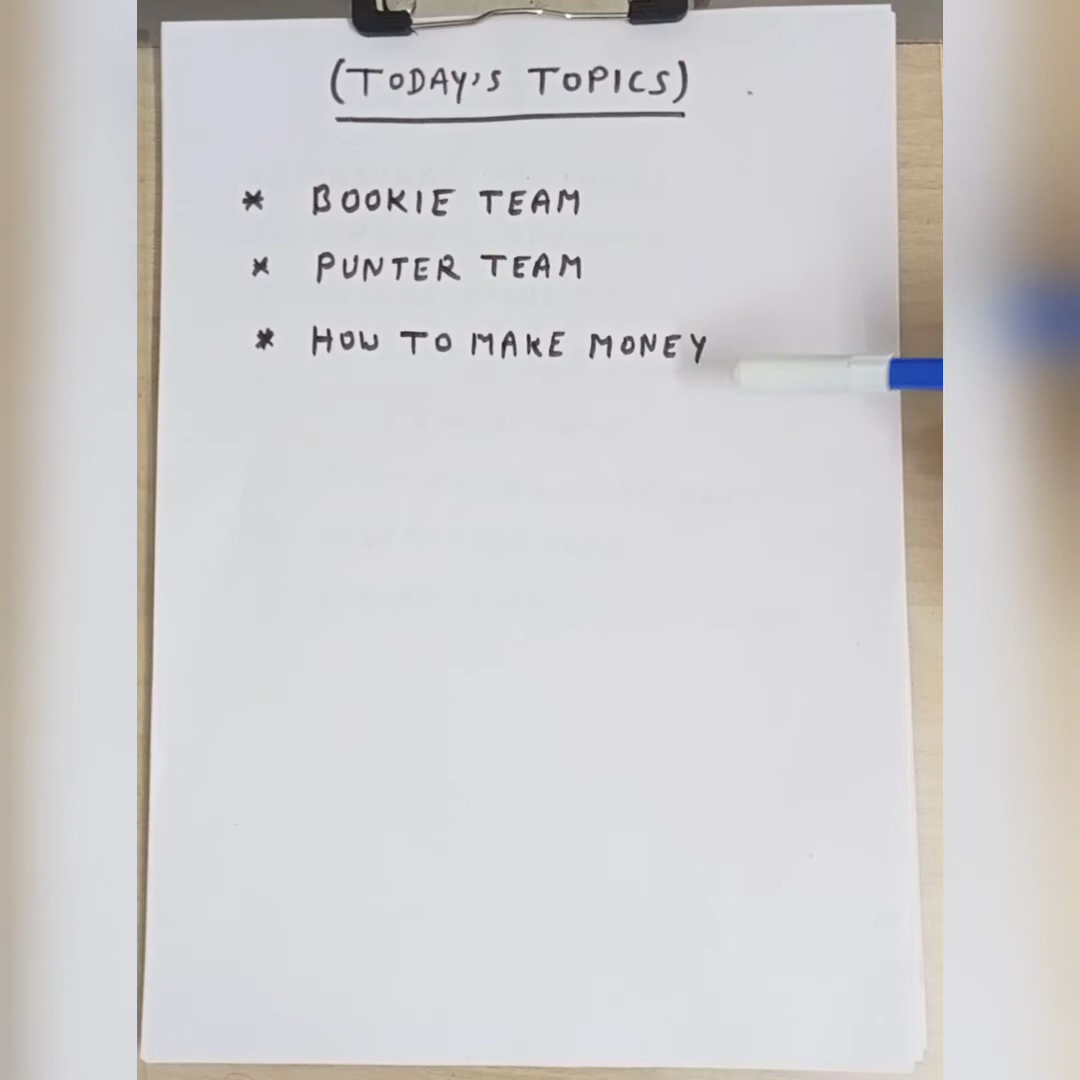 (TODAY'S TOPICS)
* BOOKIE TEAM
* PUNTER TEAM
* HOW TO MAKE MONEY